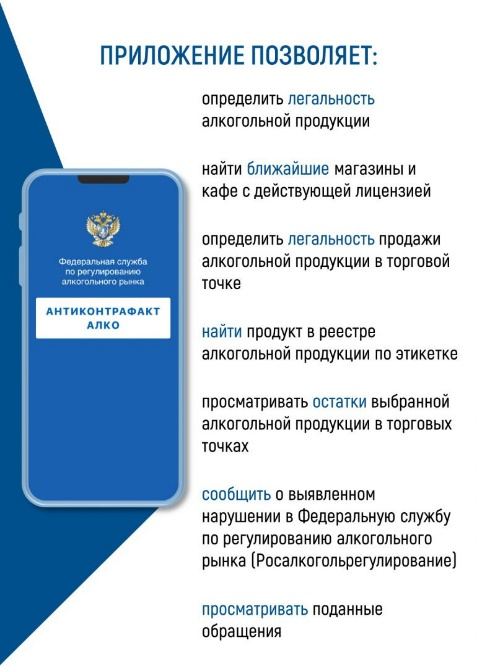 ПРИЛОЖЕНИЕ ПОЗВОЛЯЕТ:
определить легальность
алкогольной продукции
найти ближайшие магазины и
кафе с действующей лицензией
определить легальность продажи
алкогольной продукции в торговой
точке
Федеральная служба
по регулированию
алкогольного рынка
АНТИКОНТРАФАКТ
АЛКО
найти продукт в реестре
алкогольной продукции по этикетке
просматривать остатки выбранной
алкогольной продукции в торговых
точках
сообщить о выявленном
нарушении в Федеральную службу
по регулированию алкогольного
рынка (Росалкогольрегулирование)
просматривать поданные
обращения